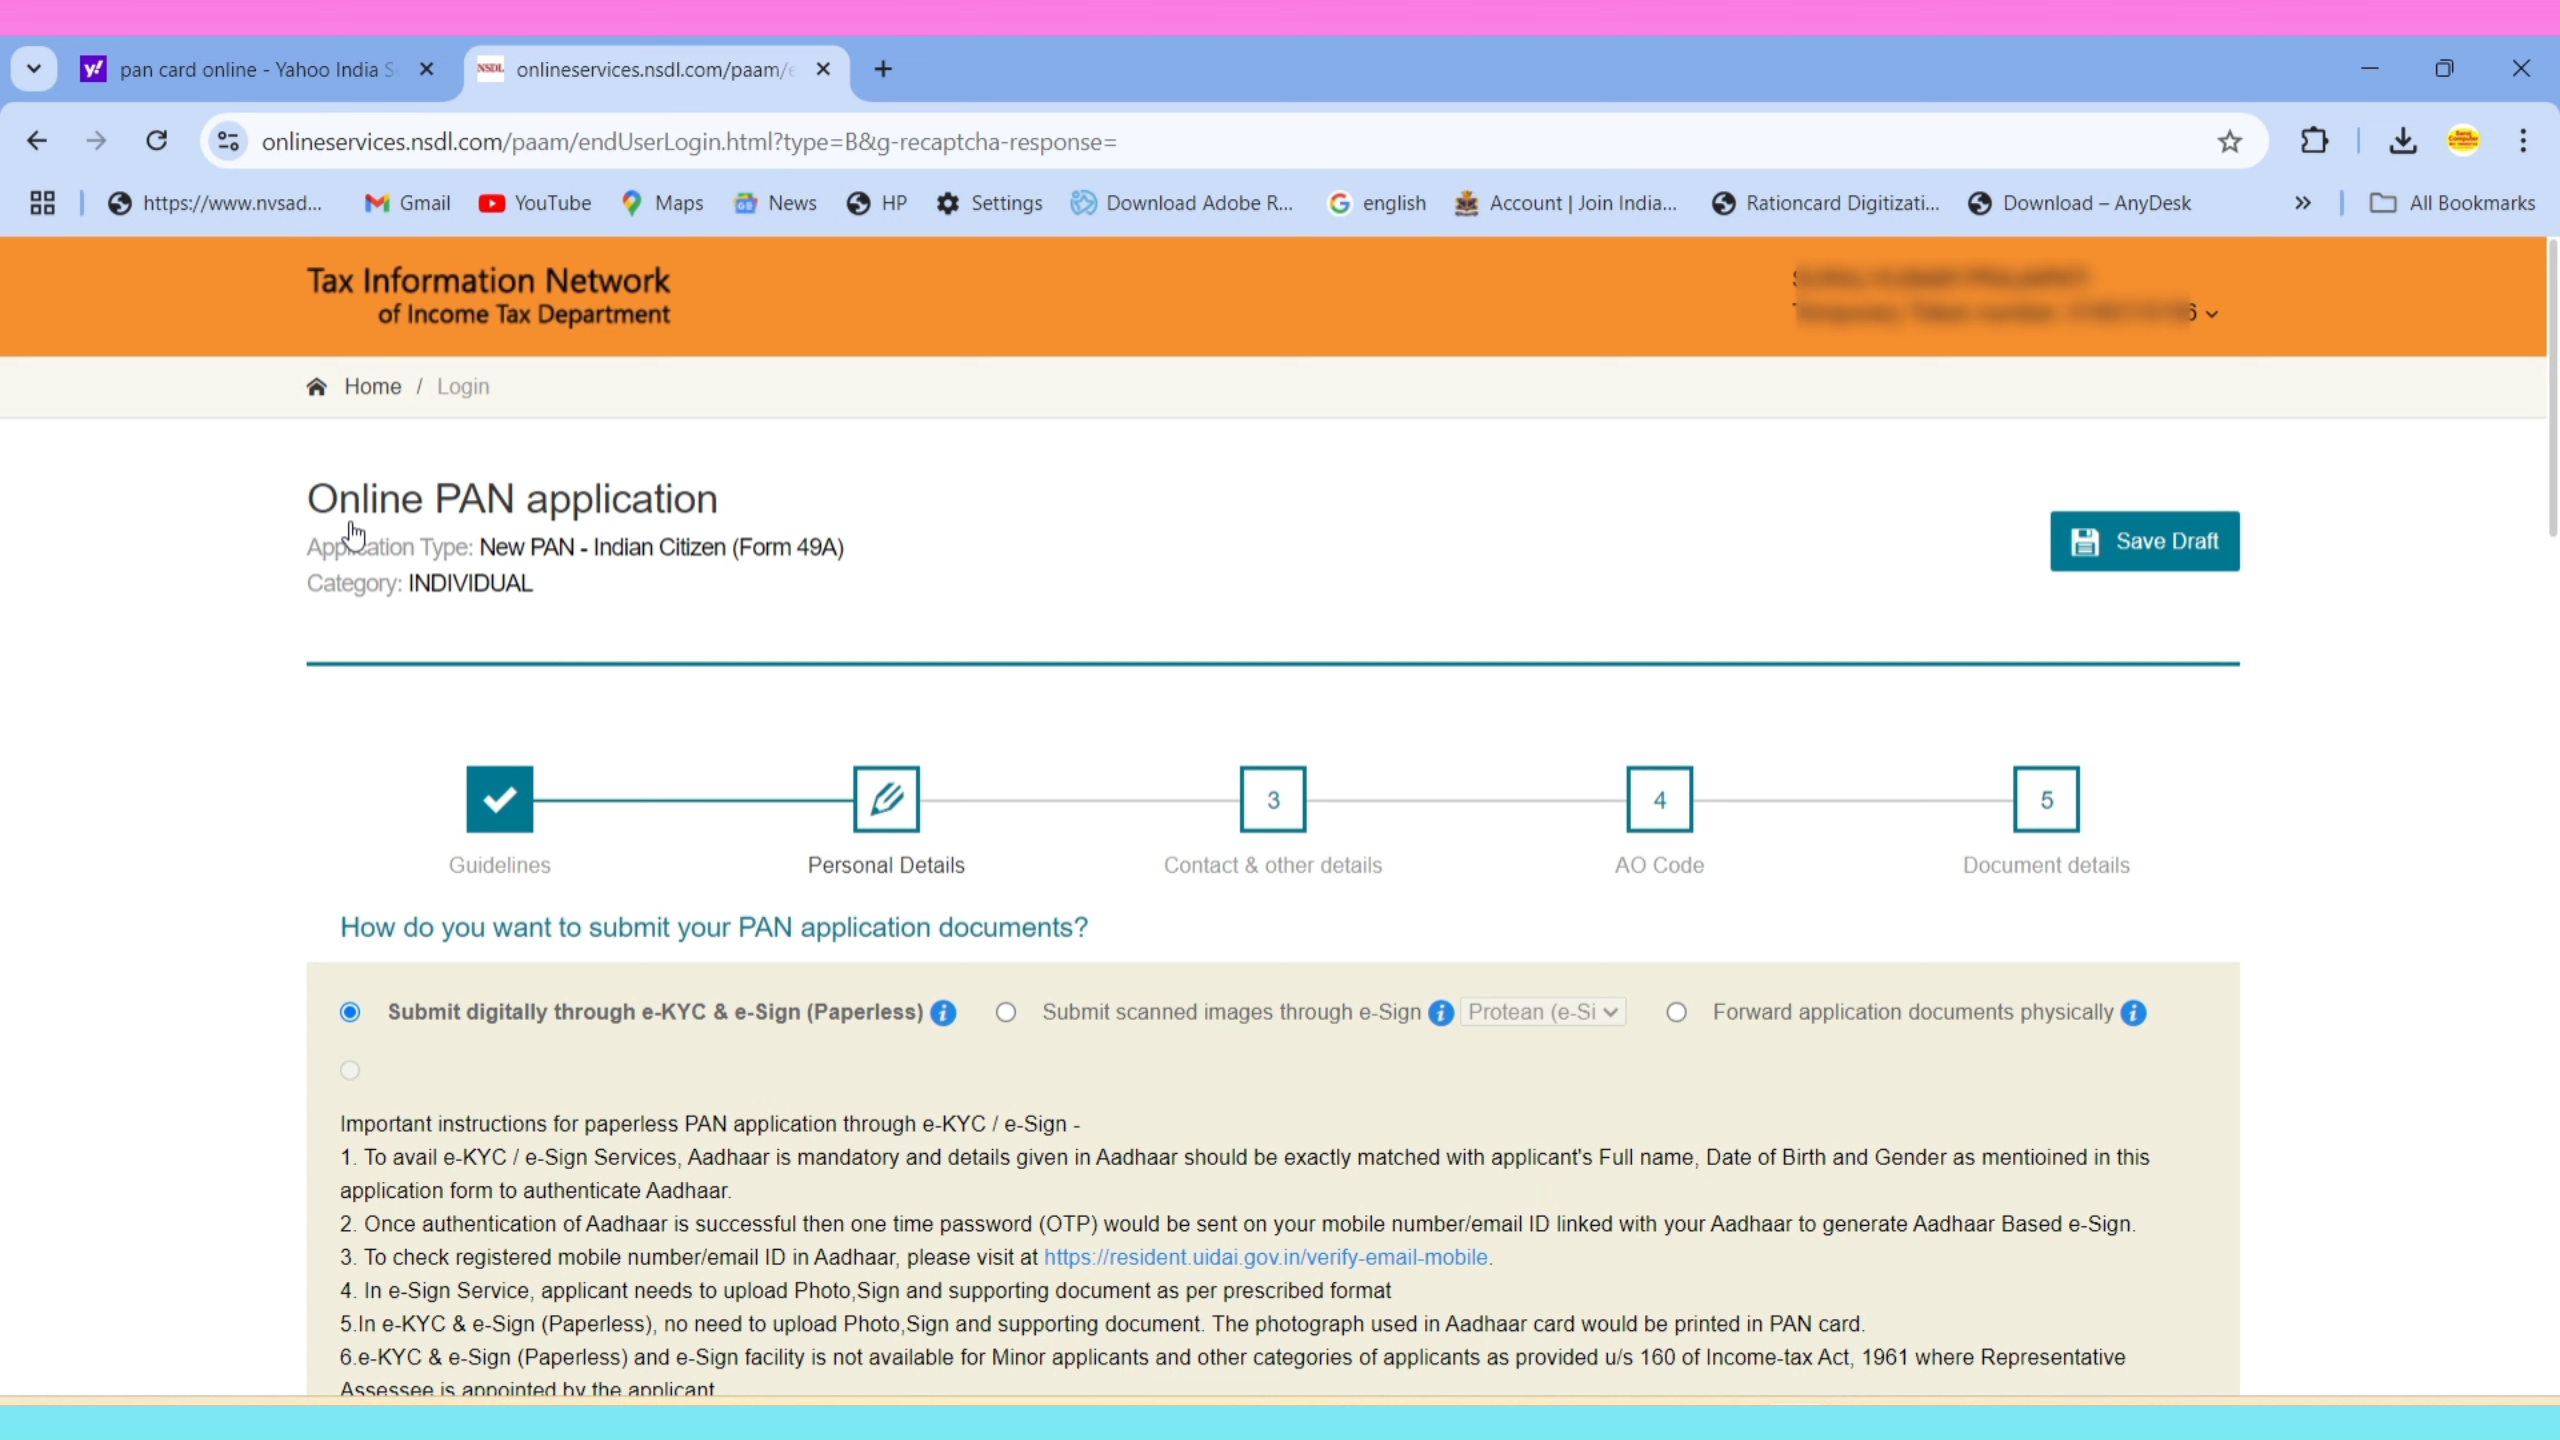 pan card online - Yahoo India S
NSDL onlineservices.nsdl.com/paam/e
onlineservices.nsdl.com/paam/endUserLogin.html?type=B&g-recaptcha-response=
https://www.nvsad... Gmail YouTube Maps News HP Settings Download Adobe R... english Account | Join India... Rationcard Digitizati... Download – AnyDesk » All Bookmarks
Tax Information Network
of Income Tax Department
6
Home / Login
Online PAN application
Application Type: New PAN - Indian Citizen (Form 49A)
Category: INDIVIDUAL
Save Draft
3 4 5
Guidelines Personal Details Contact & other details AO Code Document details
How do you want to submit your PAN application documents?
Submit digitally through e-KYC & e-Sign (Paperless) i Submit scanned images through e-Sign i Protean (e-Si Forward application documents physically i
Important instructions for paperless PAN application through e-KYC / e-Sign -
1. To avail e-KYC / e-Sign Services, Aadhaar is mandatory and details given in Aadhaar should be exactly matched with applicant's Full name, Date of Birth and Gender as mentioined in this
application form to authenticate Aadhaar.
2. Once authentication of Aadhaar is successful then one time password (OTP) would be sent on your mobile number/email ID linked with your Aadhaar to generate Aadhaar Based e-Sign.
3. To check registered mobile number/email ID in Aadhaar, please visit at https://resident.uidai.gov.in/verify-email-mobile.
4. In e-Sign Service, applicant needs to upload Photo,Sign and supporting document as per prescribed format
5.In e-KYC & e-Sign (Paperless), no need to upload Photo,Sign and supporting document. The photograph used in Aadhaar card would be printed in PAN card.
6.e-KYC & e-Sign (Paperless) and e-Sign facility is not available for Minor applicants and other categories of applicants as provided u/s 160 of Income-tax Act, 1961 where Representative
Assessee is appointed by the applicant